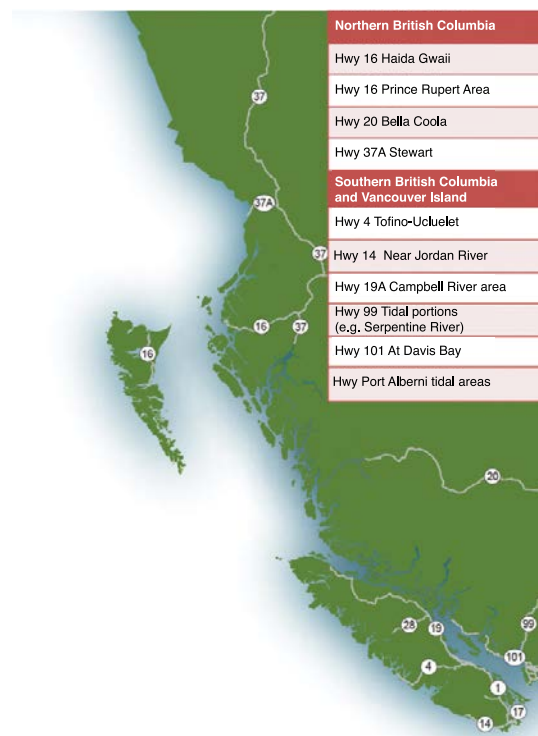 Northern British Columbia
Hwy 16 Haida Gwaii
Hwy 16 Prince Rupert Area
Hwy 20 Bella Coola
Hwy 37A Stewart
Southern British Columbia
and Vancouver Island
Hwy 4 Tofino-Ucluelet
Hwy 14 Near Jordan River
Hwy 19A Campbell River area
Hwy 99 Tidal portions
(e.g. Serpentine River)
Hwy 101 At Davis Bay
Hwy Port Alberni tidal areas
37
37A
37
16
37
16
20
28
19
99
101
4
1
17
14